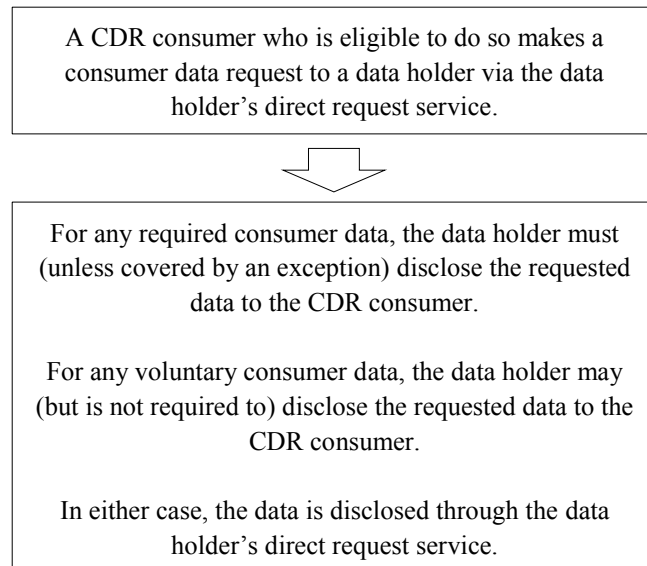 A CDR consumer who is eligible to do so makes a
consumer data request to a data holder via the data
holder’s direct request service.
For any required consumer data, the data holder must
(unless covered by an exception) disclose the requested
data to the CDR consumer.
For any voluntary consumer data, the data holder may
(but is not required to) disclose the requested data to the
CDR consumer.
In either case, the data is disclosed through the data
holder’s direct request service.